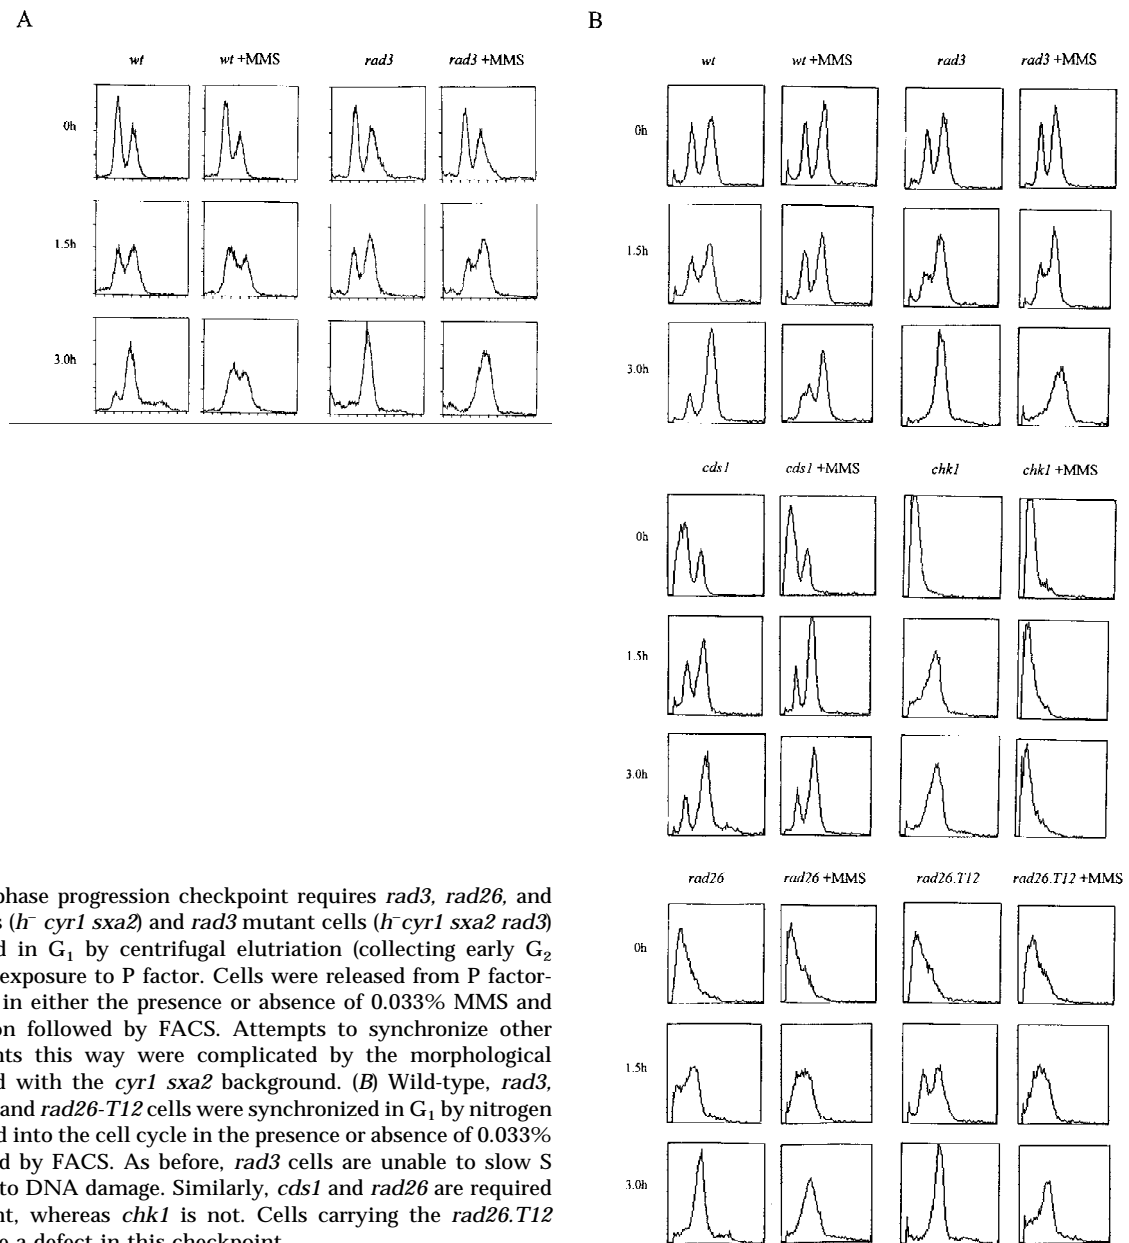 A
B
wt
wt +MMS
rad3
rad3 +MMS
0h
1.5h
3.0h
wt
wt +MMS
rad3
rad3 +MMS
0h
1.5h
3.0h
cds1
cds1 +MMS
chk1
chk1 +MMS
0h
1.5h
3.0h
rad26
rad26 +MMS
rad26.T12
rad26.T12 +MMS
0h
1.5h
3.0h
phase progression checkpoint requires rad3, rad26, and
(h⁻ cyr1 sxa2) and rad3 mutant cells (h⁻cyr1 sxa2 rad3)
in G₁ by centrifugal elutriation (collecting early G₂
exposure to P factor. Cells were released from P factor-
in either the presence or absence of 0.033% MMS and
followed by FACS. Attempts to synchronize other
this way were complicated by the morphological
with the cyr1 sxa2 background. (B) Wild-type, rad3,
and rad26-T12 cells were synchronized in G₁ by nitrogen
into the cell cycle in the presence or absence of 0.033%
by FACS. As before, rad3 cells are unable to slow S
to DNA damage. Similarly, cds1 and rad26 are required
whereas chk1 is not. Cells carrying the rad26.T12
a defect in this checkpoint.